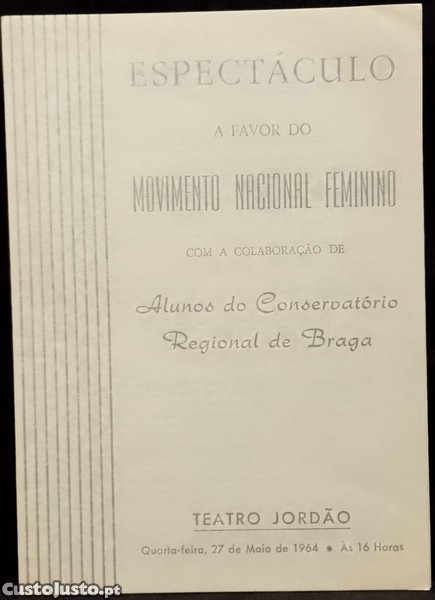 ESPECTÁCULO
A FAVOR DO
MOVIMENTO NACIONAL FEMININO
COM A COLABORAÇÃO DE
Alunos do Conservatório
Regional de Braga
TEATRO JORDÃO
Quarta-feira, 27 de Maio de 1964 • Às 16 Horas
CustoJusto.pt